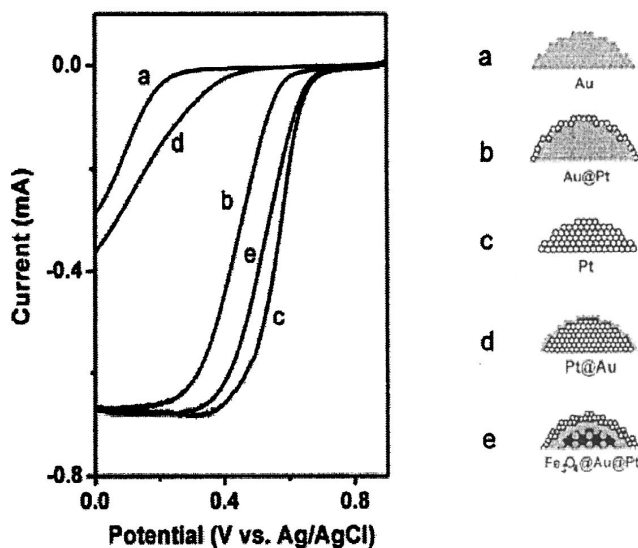 0.0
-0.4
-0.8
Current (mA)
0.0 0.4 0.8
Potential (V vs. Ag/AgCl)
a
d
b
e
c
a
Au
b
Au@Pt
c
Pt
d
Pt@Au
e
Fe₃O₄@Au@Pt